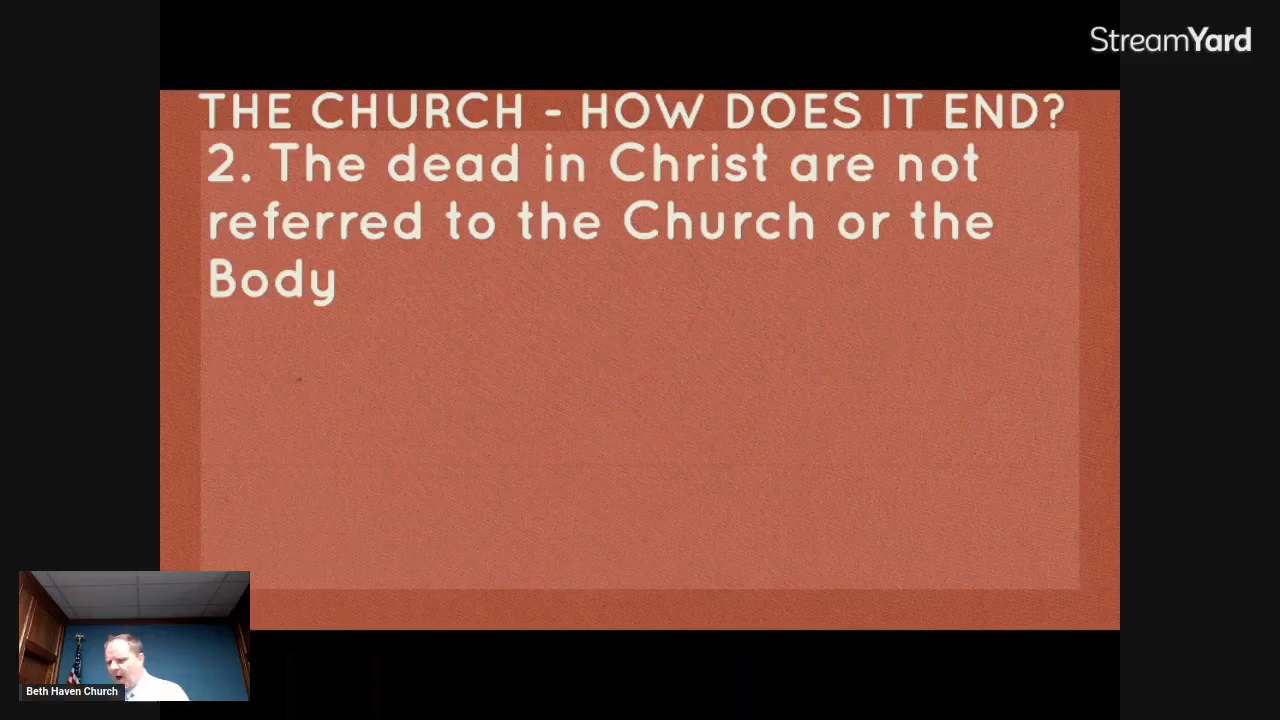 StreamYard
THE CHURCH - HOW DOES IT END?
2. The dead in Christ are not
referred to the Church or the
Body
Beth Haven Church